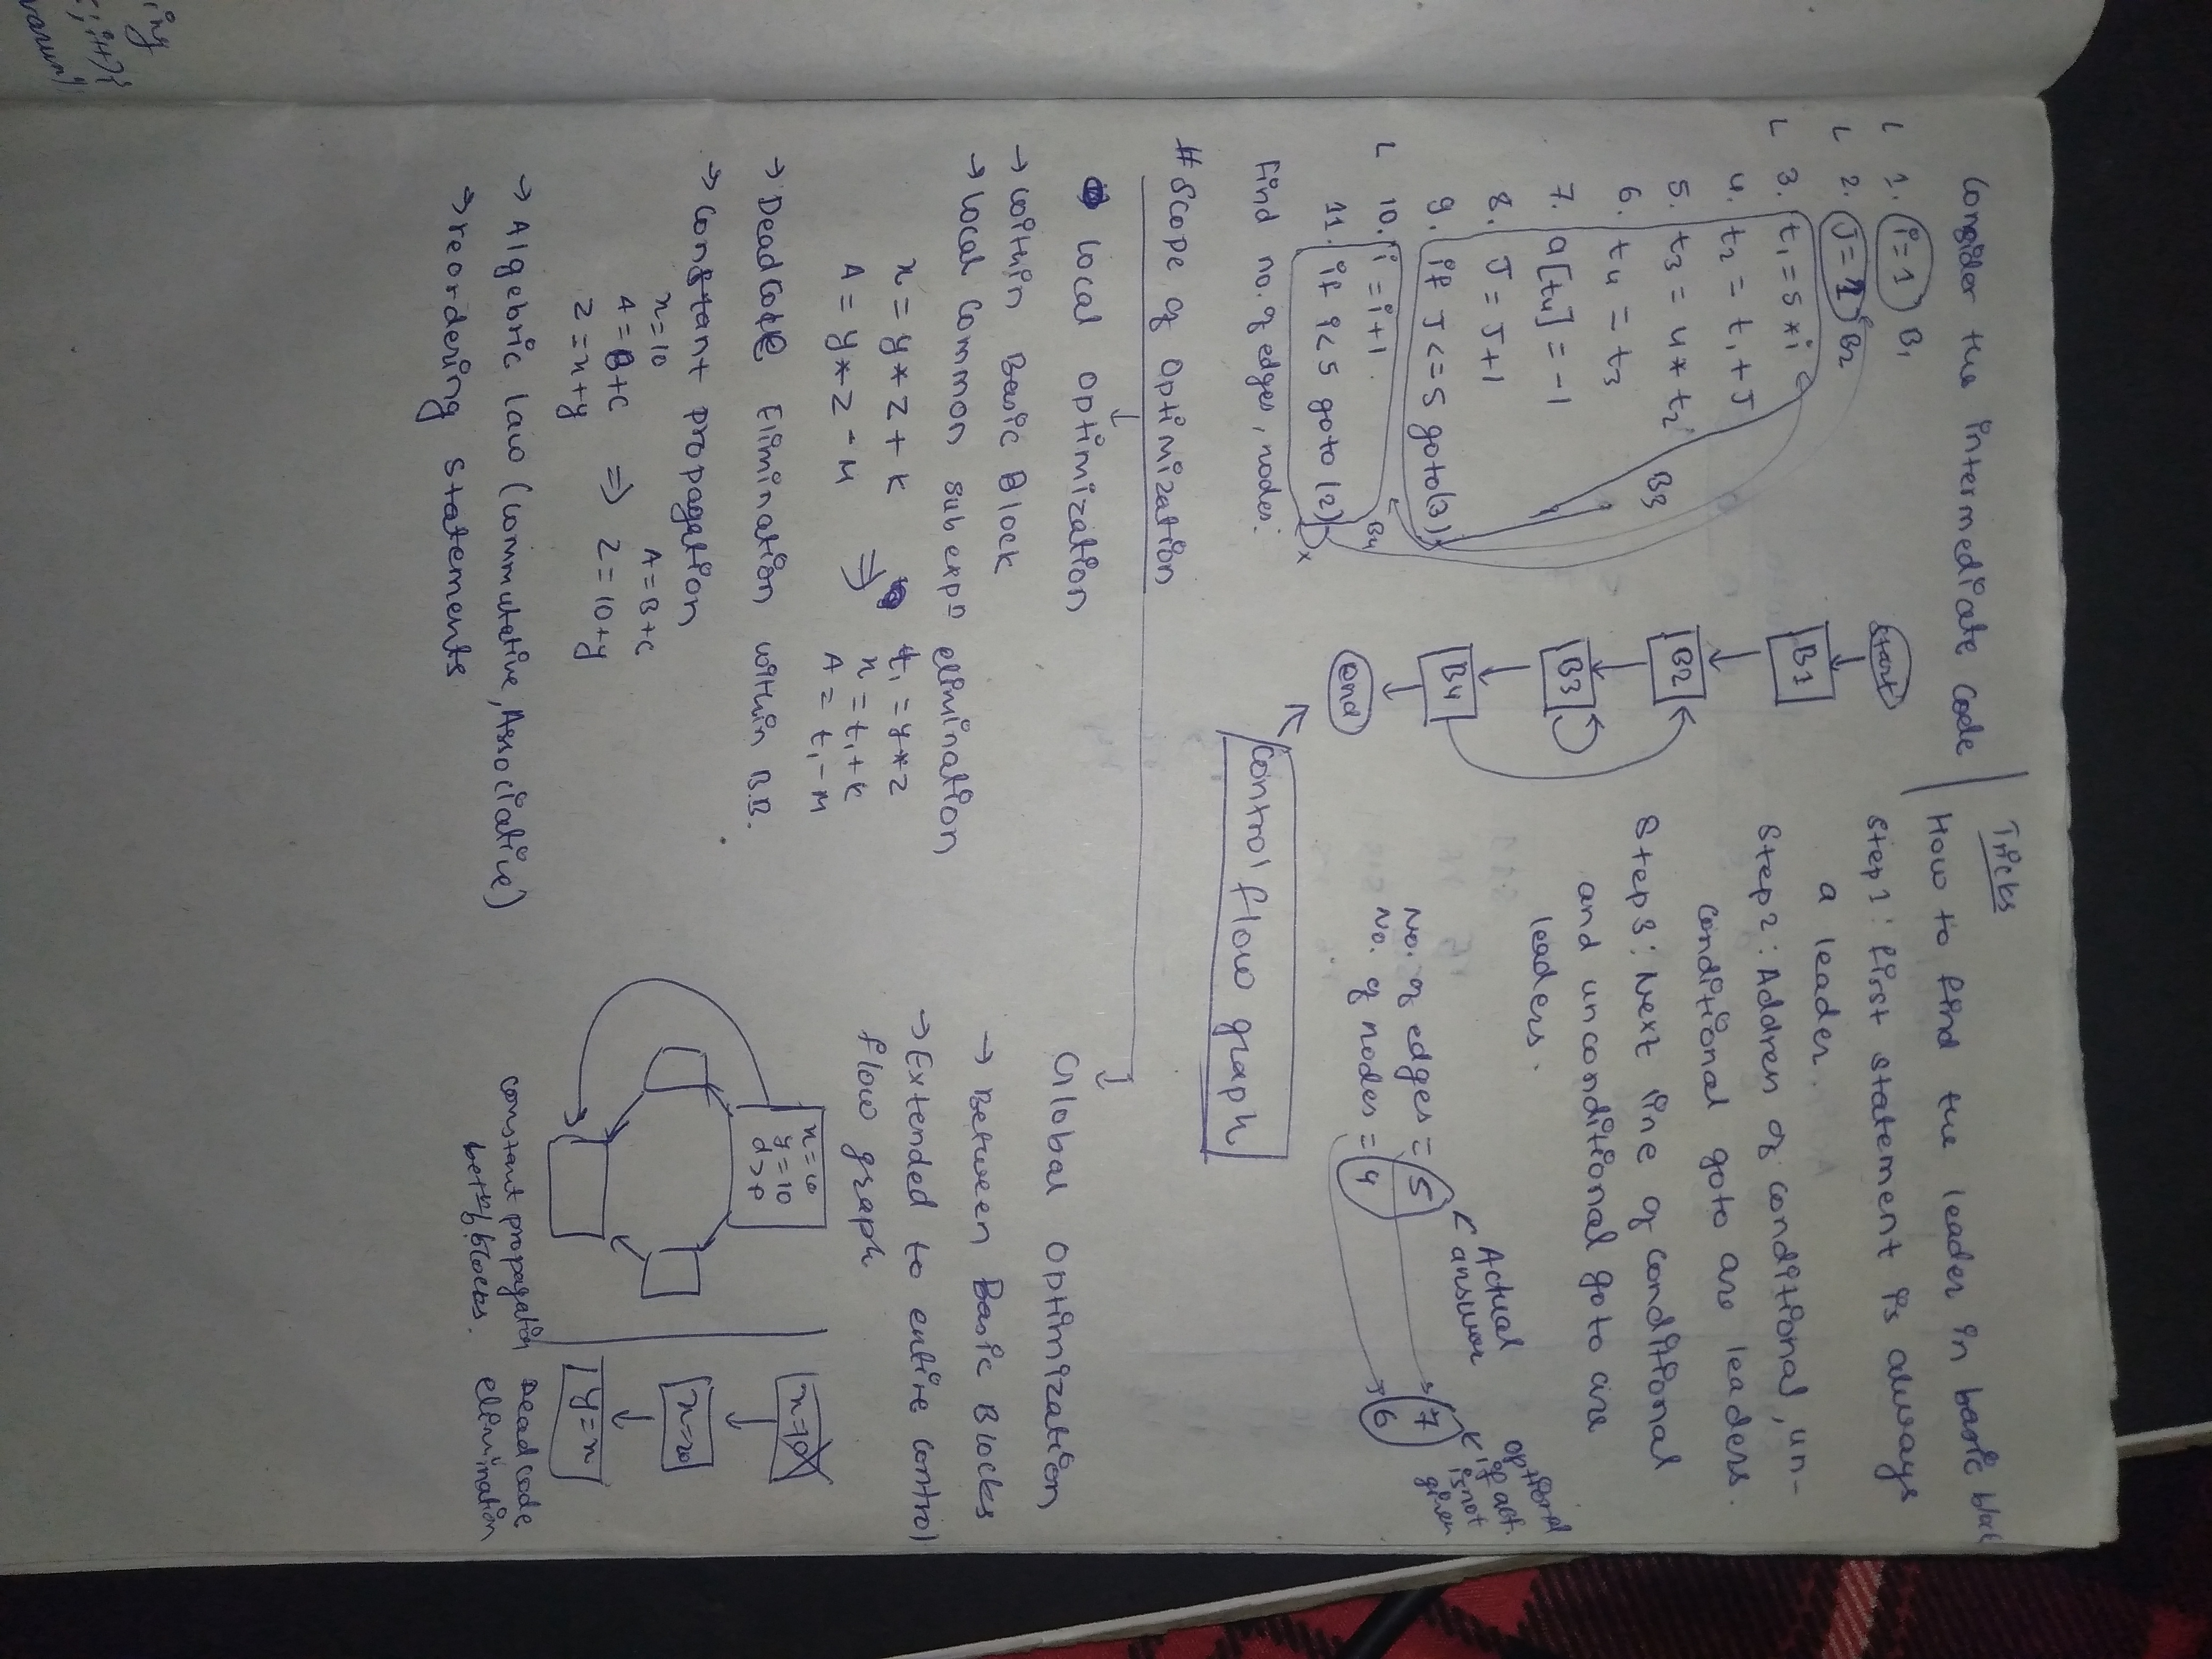 Consider the intermediate code
L 1. i=1 B1
L 2. J=1 B2
L 3. t1 = 5 * i
4. t2 = t1 + J
5. t3 = 4 * t2
6. t4 = t3
7. a[t4] = -1
8. J = J+1
9. if J<=5 goto(3)
B3
L 10. i = i+1
11. if i<5 goto (2)
B4
x
Find no. of edges, nodes.
Start
B1
B2
B3
B4
end
Control flow graph
Tricks
How to find the leader in basic
Step 1: First statement is always
a leader.
Step 2: Address of conditional, un-
conditional goto are leaders.
Step 3: Next line of conditional
and unconditional goto are
leaders.
No. of edges = 5
No. of nodes = 4
Actual
answer
7
6
optional
if
is not
given
# Scope of Optimization
Local Optimization
→ within Basic Block
→ Local Common sub expn elimination
x = y * z + k
A = y * z - M
⇒
t1 = y * z
x = t1 + k
A = t1 - M
→ Deadcode Elimination within B.B.
→ Constant propagation
x = 10
A = B+C
z = x+y
⇒
A = B+C
z = 10+y
→ Algebric law (Commutative, Associative)
→ reordering statements
Global Optimization
→ Between Basic Blocks
→ Extended to entire control
flow graph
y = 10
d > p
constant propagation
betn/ blocks.
x=10
x=20
y = x
Dead code
elimination
ing